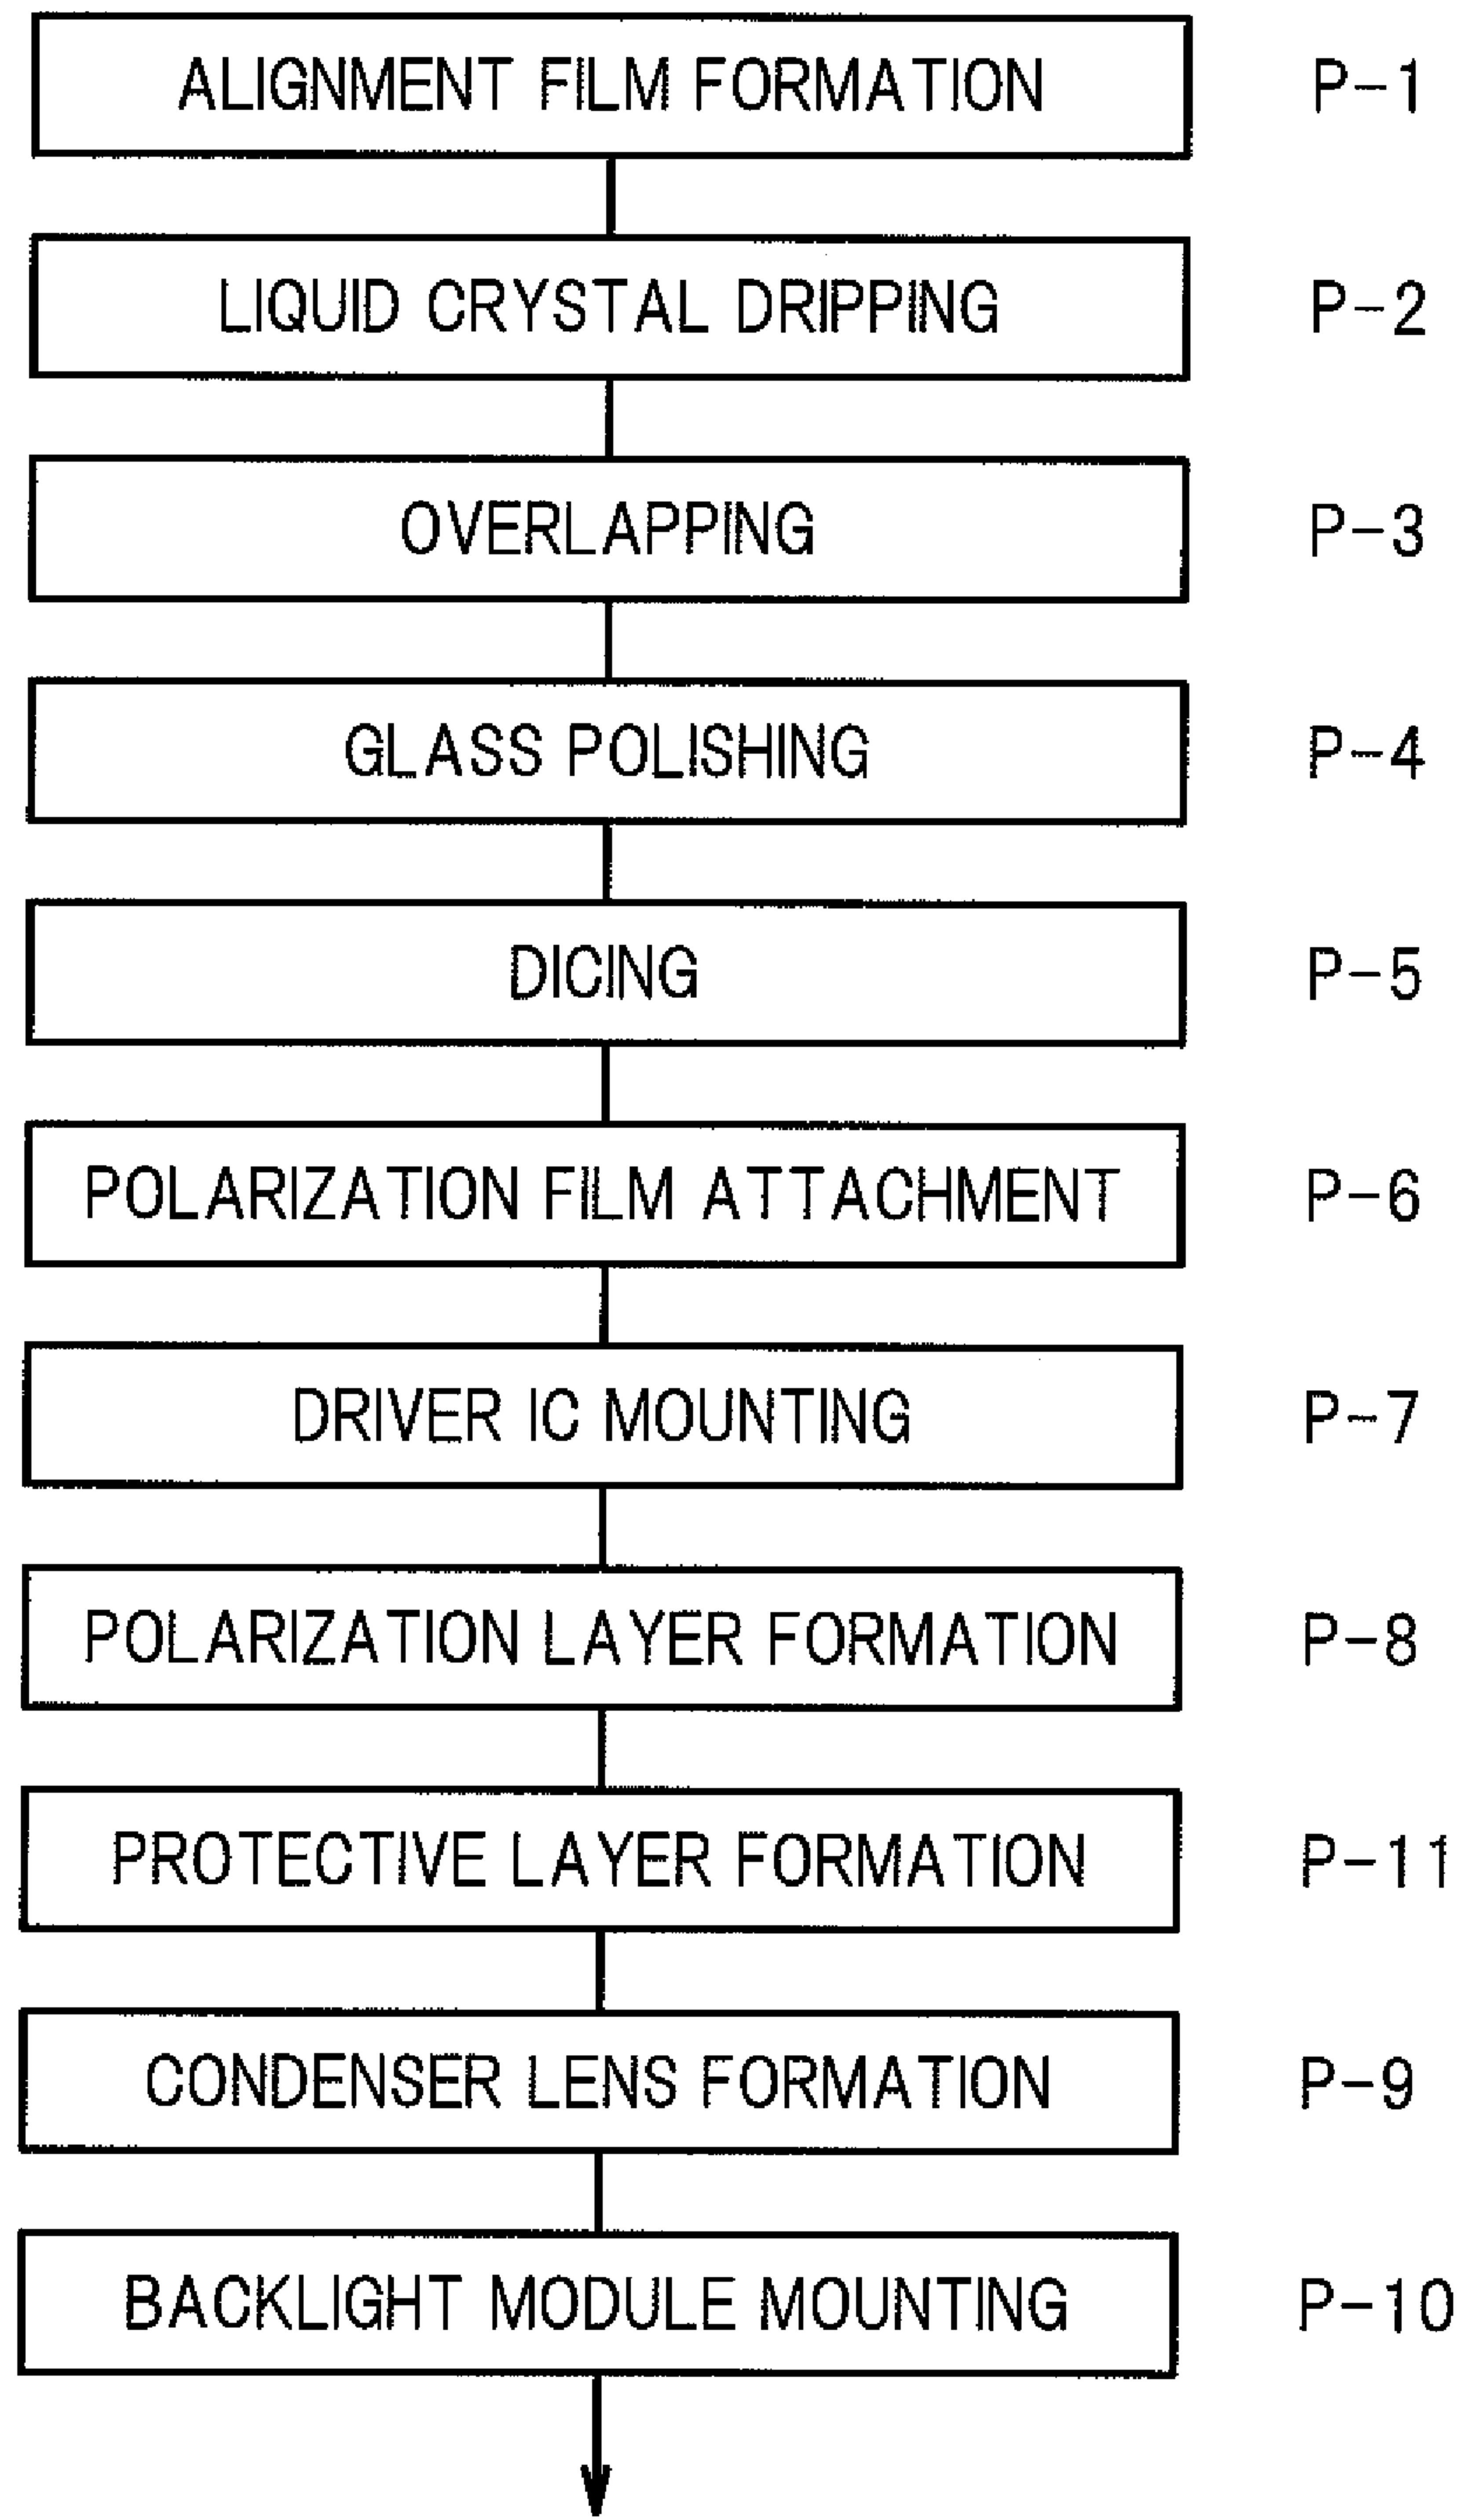 ALIGNMENT FILM FORMATION P-1
LIQUID CRYSTAL DRIPPING P-2
OVERLAPPING P-3
GLASS POLISHING P-4
DICING P-5
POLARIZATION FILM ATTACHMENT P-6
DRIVER IC MOUNTING P-7
POLARIZATION LAYER FORMATION P-8
PROTECTIVE LAYER FORMATION P-11
CONDENSER LENS FORMATION P-9
BACKLIGHT MODULE MOUNTING P-10